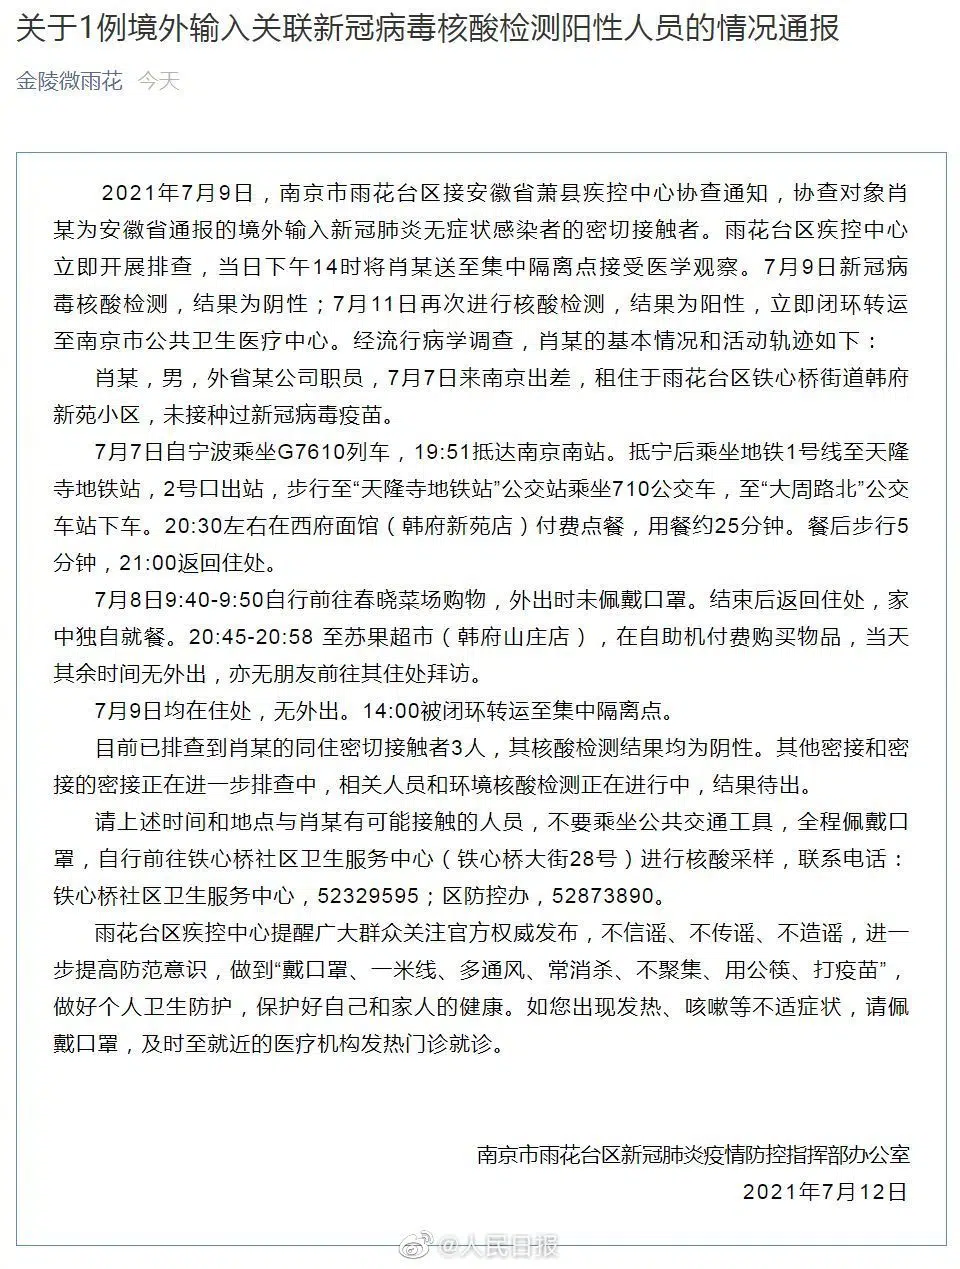 关于1例境外输入关联新冠病毒核酸检测阳性人员的情况通报
金陵微雨花 今天
2021年7月9日，南京市雨花台区接安徽省萧县疾控中心协查通知，协查对象肖
某为安徽省通报的境外输入新冠肺炎无症状感染者的密切接触者。雨花台区疾控中心
立即开展排查，当日下午14时将肖某送至集中隔离点接受医学观察。7月9日新冠病
毒核酸检测，结果为阴性；7月11日再次进行核酸检测，结果为阳性，立即闭环转运
至南京市公共卫生医疗中心。经流行病学调查，肖某的基本情况和活动轨迹如下：
肖某，男，外省某公司职员，7月7日来南京出差，租住于雨花台区铁心桥街道韩府
新苑小区，未接种过新冠病毒疫苗。
7月7日自宁波乘坐G7610列车，19:51抵达南京南站。抵宁后乘坐地铁1号线至天隆
寺地铁站，2号口出站，步行至“天隆寺地铁站”公交站乘坐710公交车，至“大周路北”公交
车站下车。20:30左右在西府面馆（韩府新苑店）付费点餐，用餐约25分钟。餐后步行5
分钟，21:00返回住处。
7月8日9:40-9:50自行前往春晓菜场购物，外出时未佩戴口罩。结束后返回住处，家
中独自就餐。20:45-20:58 至苏果超市（韩府山庄店），在自助机付费购买物品，当天
其余时间无外出，亦无朋友前往其住处拜访。
7月9日均在住处，无外出。14:00被闭环转运至集中隔离点。
目前已排查到肖某的同住密切接触者3人，其核酸检测结果均为阴性。其他密接和密
接的密接正在进一步排查中，相关人员和环境核酸检测正在进行中，结果待出。
请上述时间和地点与肖某有可能接触的人员，不要乘坐公共交通工具，全程佩戴口
罩，自行前往铁心桥社区卫生服务中心（铁心桥大街28号）进行核酸采样，联系电话：
铁心桥社区卫生服务中心，52329595；区防控办，52873890。
雨花台区疾控中心提醒广大群众关注官方权威发布，不信谣、不传谣、不造谣，进一
步提高防范意识，做到“戴口罩、一米线、多通风、常消杀、不聚集、用公筷、打疫苗”，
做好个人卫生防护，保护好自己和家人的健康。如您出现发热、咳嗽等不适症状，请佩
戴口罩，及时至就近的医疗机构发热门诊就诊。
南京市雨花台区新冠肺炎疫情防控指挥部办公室
2021年7月12日
@人民日报